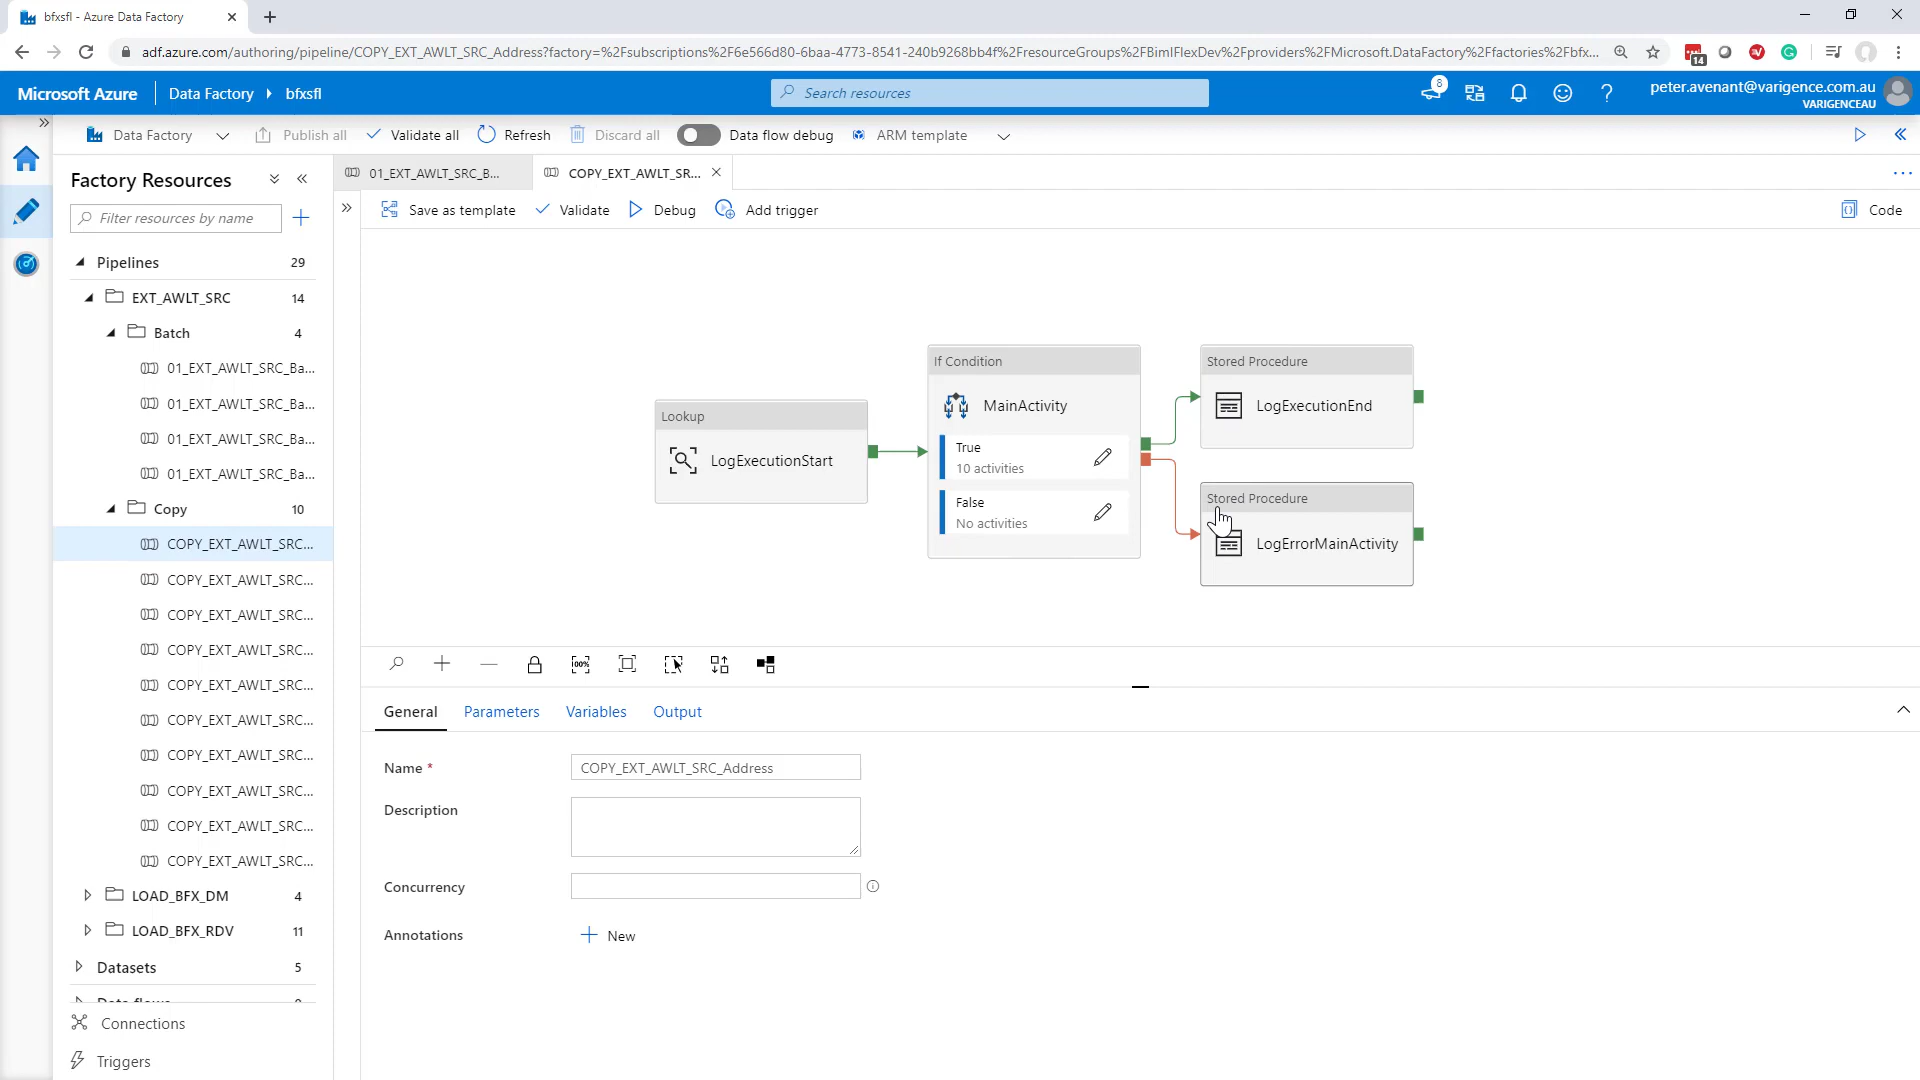 bfxsfl - Azure Data Factory
adf.azure.com/authoring/pipeline/COPY_EXT_AWLT_SRC_Address?factory=%2Fsubscriptions%2F6e566d80-6baa-4773-8541-240b9268bb4f%2FresourceGroups%2FBimlFlexDev%2Fproviders%2FMicrosoft.DataFactory%2Ffactories%2Fbfx...
14
Microsoft Azure
Data Factory
bfxsfl
Search resources
8
peter.avenant@varigence.com.au
VARIGENCEAU
Data Factory
Publish all
Validate all
Refresh
Discard all
Data flow debug
ARM template
Factory Resources
01_EXT_AWLT_SRC_B...
COPY_EXT_AWLT_SR...
Filter resources by name
Save as template
Validate
Debug
Add trigger
Code
Pipelines 29
EXT_AWLT_SRC 14
Batch 4
01_EXT_AWLT_SRC_Ba...
01_EXT_AWLT_SRC_Ba...
01_EXT_AWLT_SRC_Ba...
01_EXT_AWLT_SRC_Ba...
Copy 10
COPY_EXT_AWLT_SRC...
COPY_EXT_AWLT_SRC...
COPY_EXT_AWLT_SRC...
COPY_EXT_AWLT_SRC...
COPY_EXT_AWLT_SRC...
COPY_EXT_AWLT_SRC...
COPY_EXT_AWLT_SRC...
COPY_EXT_AWLT_SRC...
COPY_EXT_AWLT_SRC...
COPY_EXT_AWLT_SRC...
LOAD_BFX_DM 4
LOAD_BFX_RDV 11
Datasets 5
Data flows 0
Connections
Triggers
Lookup
LogExecutionStart
If Condition
MainActivity
True
10 activities
False
No activities
Stored Procedure
LogExecutionEnd
Stored Procedure
LogErrorMainActivity
100%
General
Parameters
Variables
Output
Name *
COPY_EXT_AWLT_SRC_Address
Description
Concurrency
Annotations
New